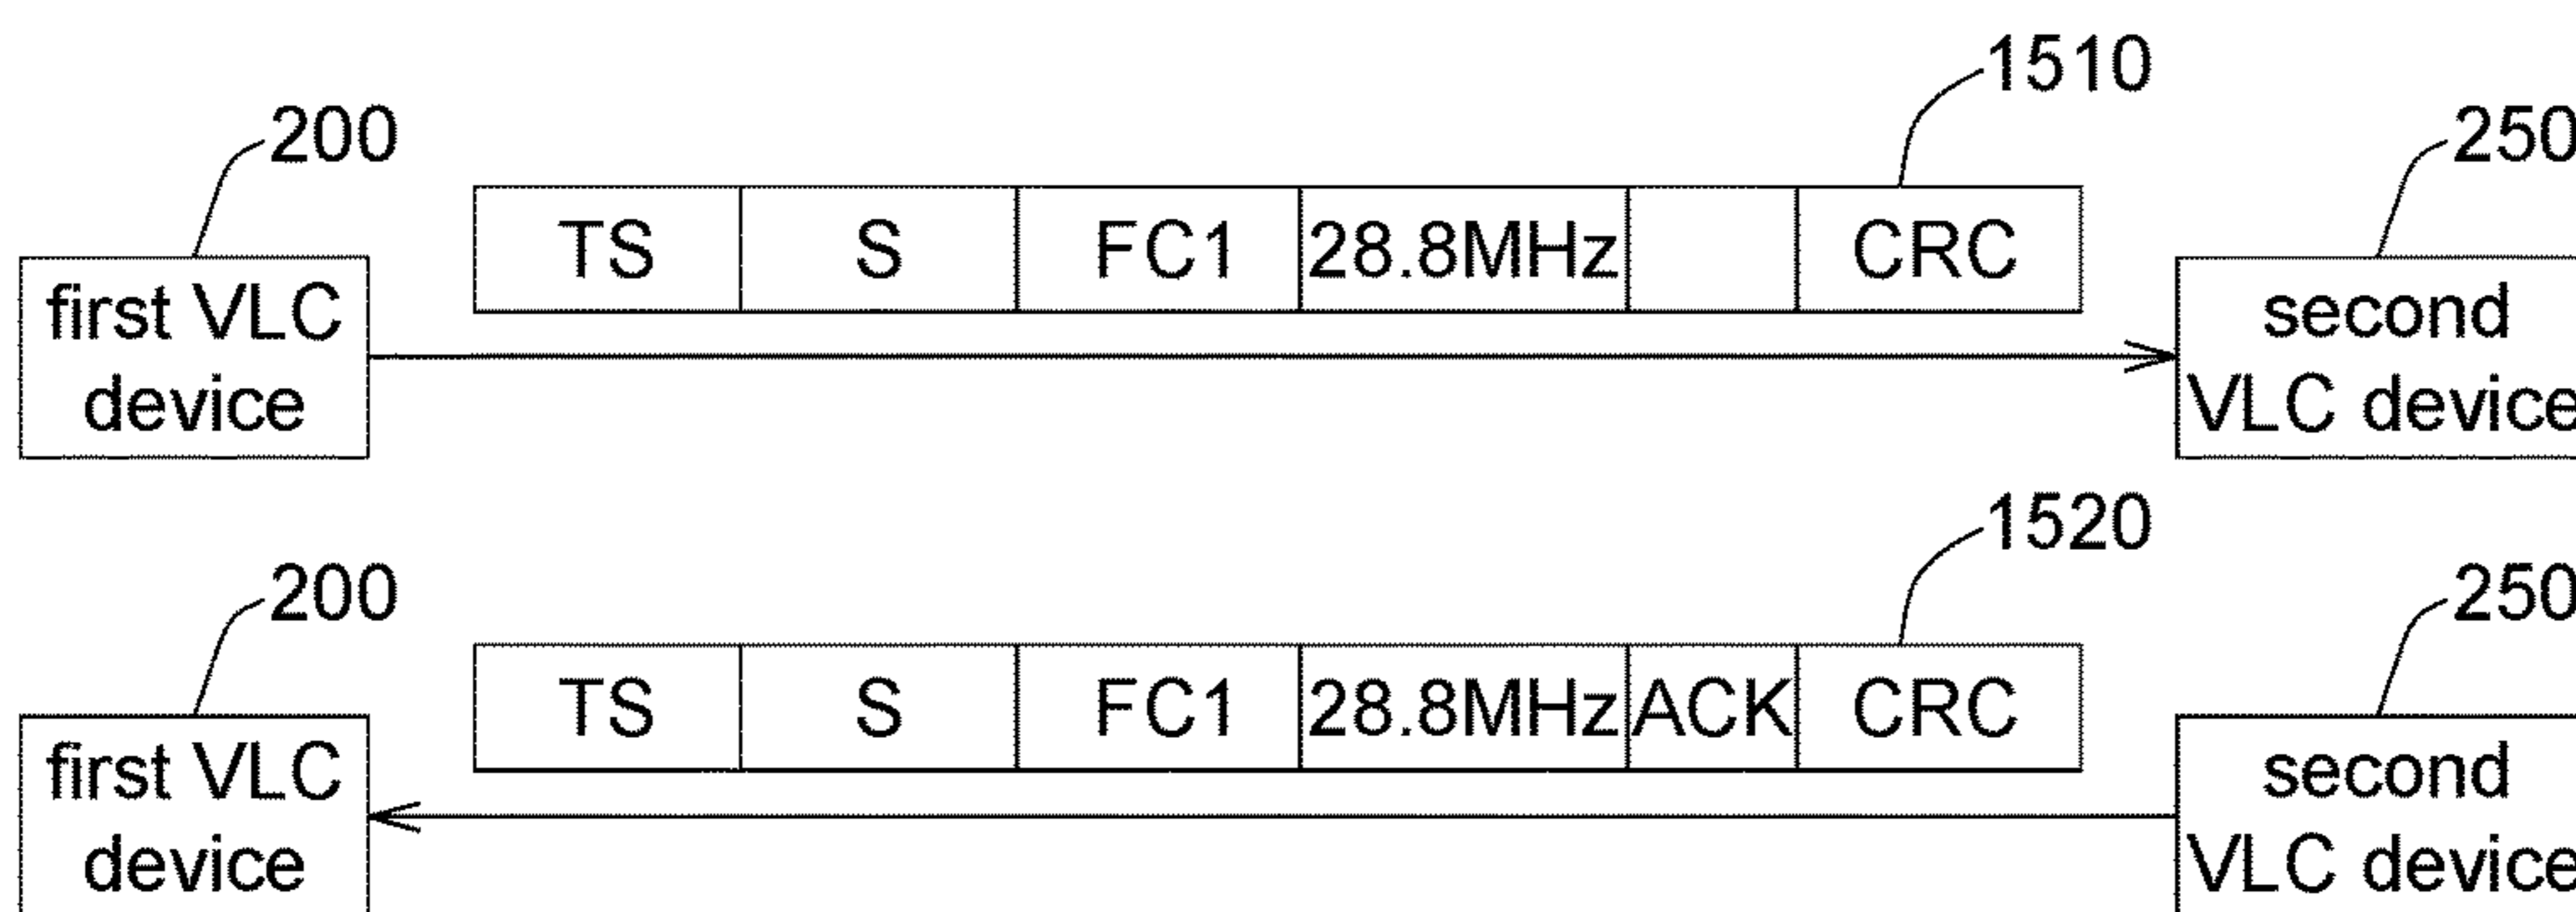 1510
200
250
TS S FC1 28.8MHz CRC
first VLC
device
second
VLC device
1520
200
250
TS S FC1 28.8MHz ACK CRC
first VLC
device
second
VLC device